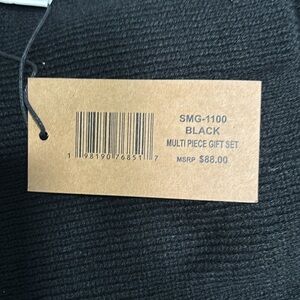 SMG-1100
BLACK
MULTI PIECE GIFT SET
MSRP $88.00
1 98190 76851 7